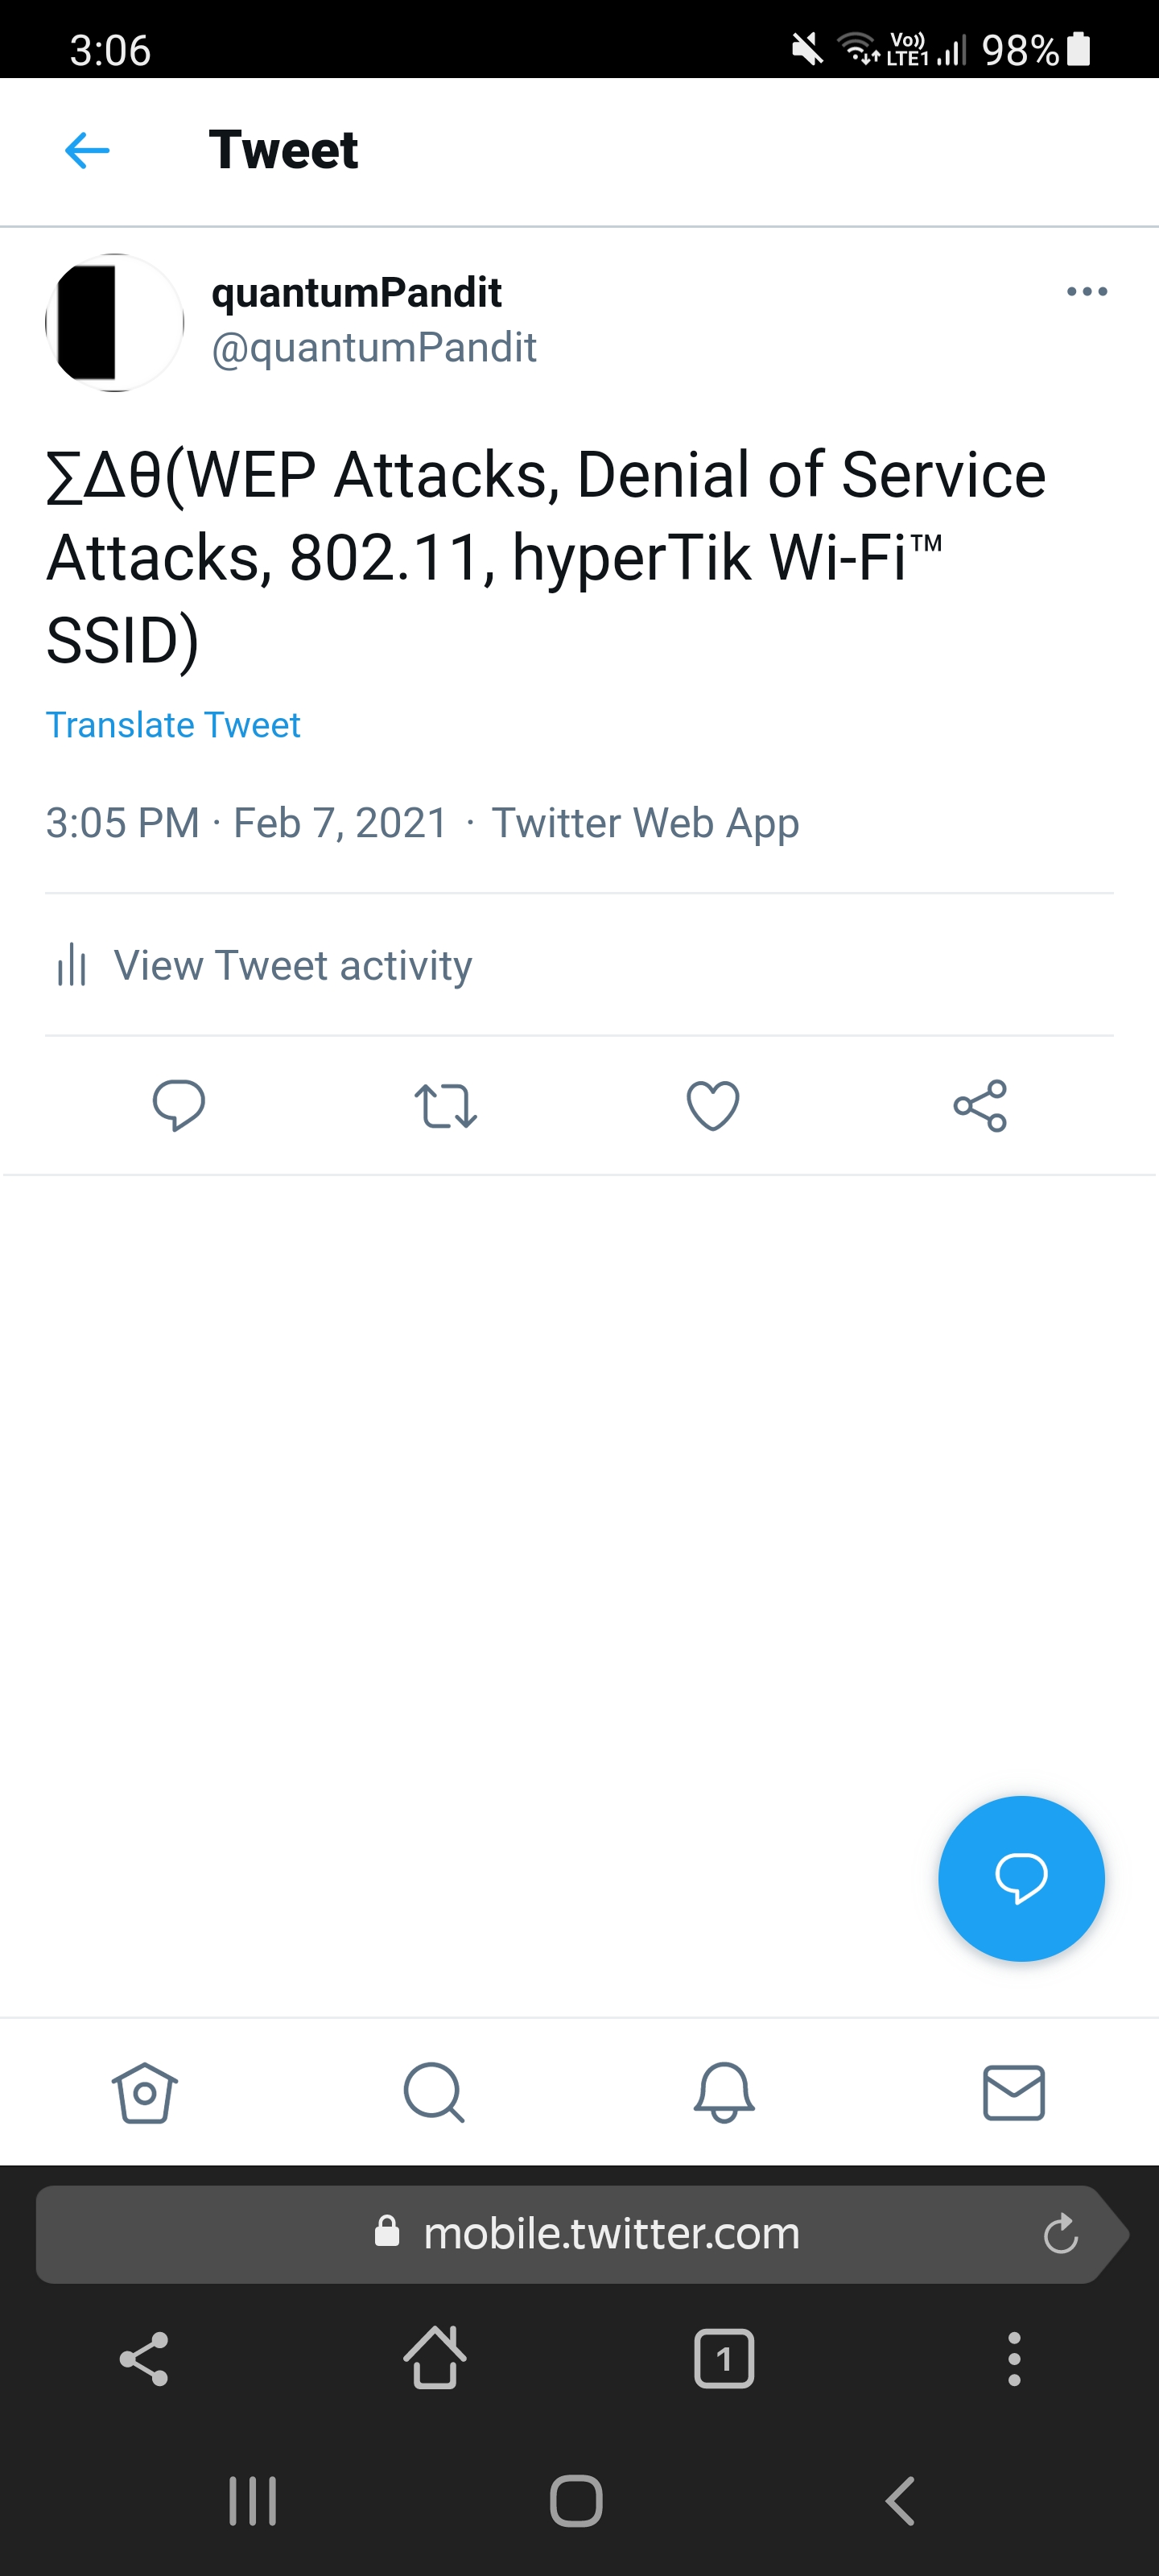 3:06 Vo)) LTE1 98%
Tweet
quantumPandit
@quantumPandit
∑Δθ(WEP Attacks, Denial of Service
Attacks, 802.11, hyperTik Wi-Fi™
SSID)
Translate Tweet
3:05 PM · Feb 7, 2021 · Twitter Web App
View Tweet activity
mobile.twitter.com
1